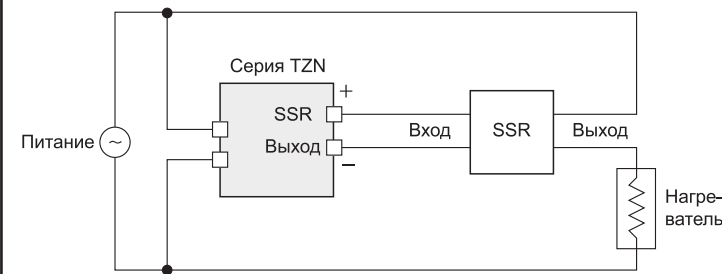 Серия TZN
+
SSR
Вход
SSR
Выход
Питание
~
Выход
–
Нагре-
ватель